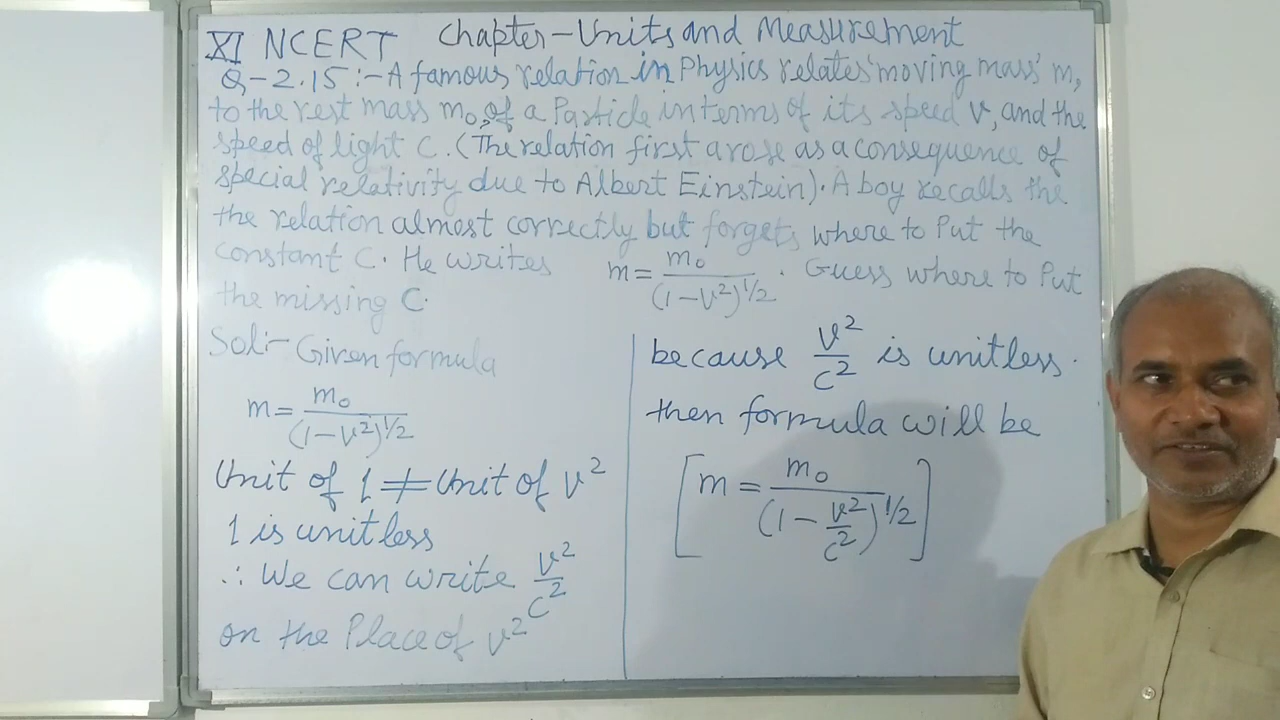 XI NCERT Chapter-Units and Measurement
Q-2.15:- A famous relation in Physics relates 'moving mass' m,
to the rest mass m₀, of a Particle in terms of its speed v, and the
speed of light C. (The relation first arose as a consequence of
special relativity due to Albert Einstein). A boy recalls the
the relation almost correctly but forgets where to Put the
constant C. He writes m = m₀/(1-v²)^1/2 . Guess where to Put
the missing C.
Sol:- Given formula
m = m₀/(1-v²)^1/2
Unit of 1 ≠ Unit of v²
1 is unitless
∴ We can write v²/c²
on the Place of v²
because v²/c² is unitless.
then formula will be
[m = m₀/(1 - v²/c²)^1/2]